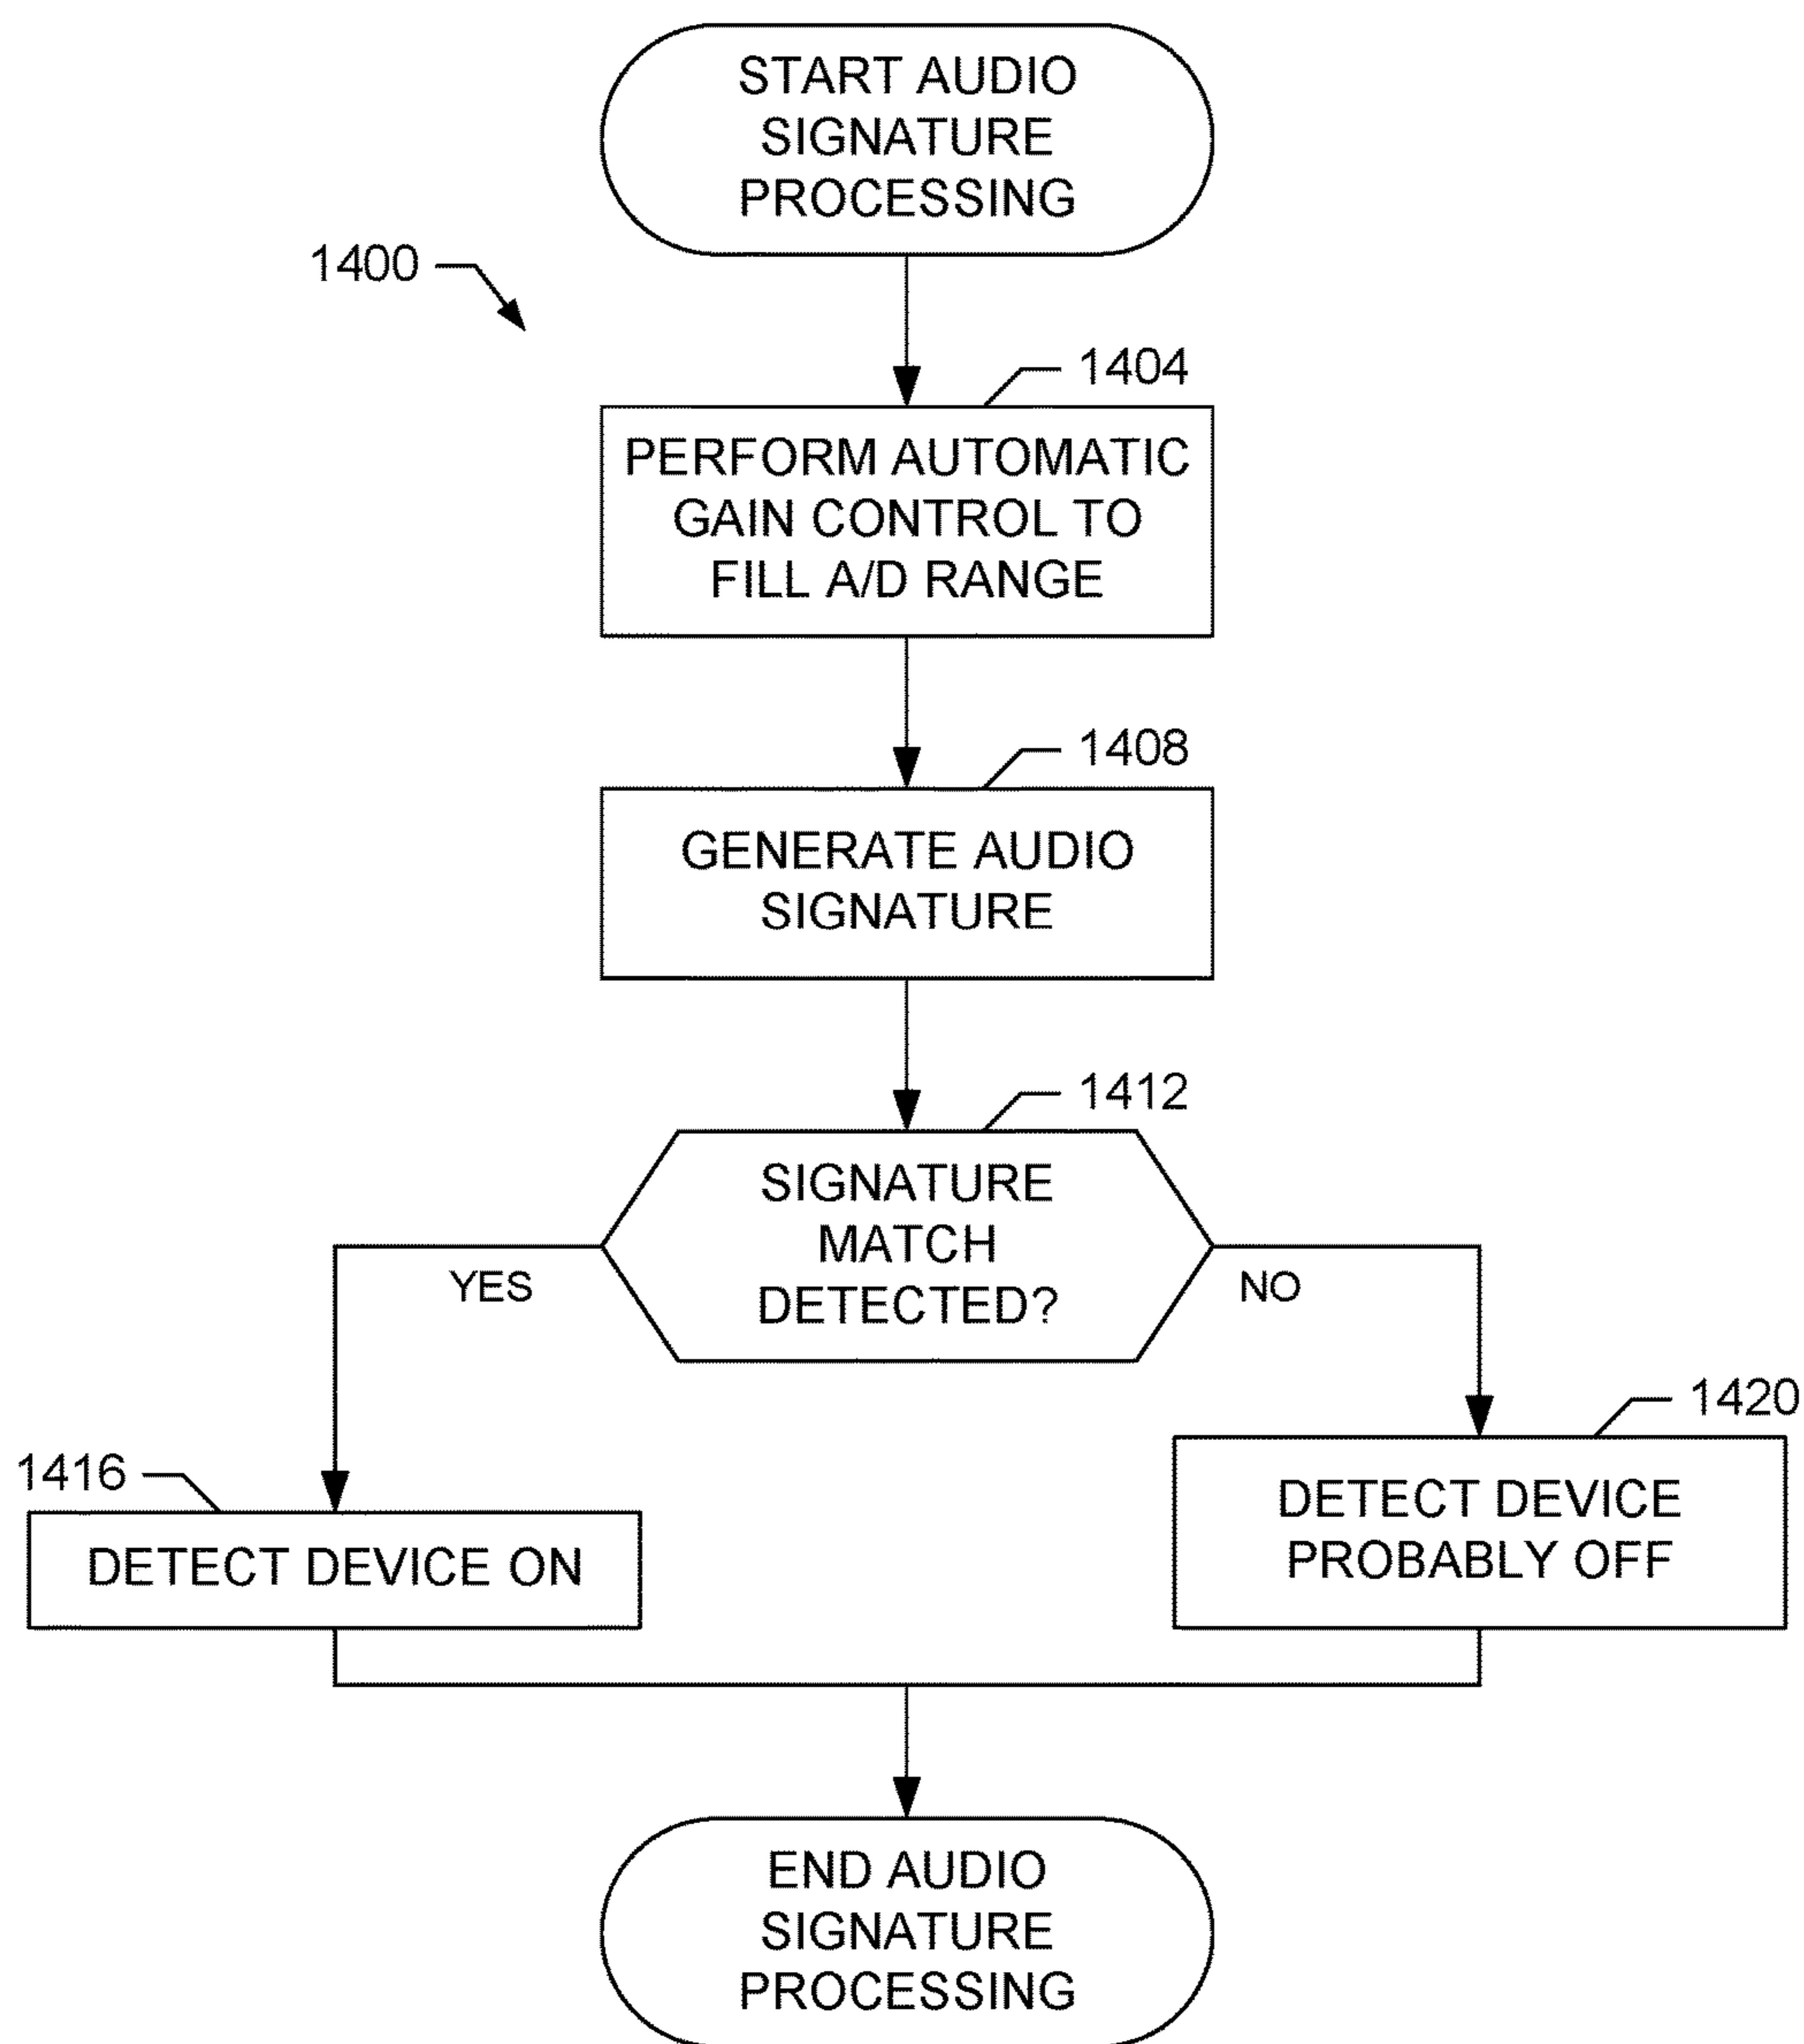 START AUDIO
SIGNATURE
PROCESSING
1400
1404
PERFORM AUTOMATIC
GAIN CONTROL TO
FILL A/D RANGE
1408
GENERATE AUDIO
SIGNATURE
1412
SIGNATURE
MATCH
DETECTED?
YES
NO
1416
DETECT DEVICE ON
1420
DETECT DEVICE
PROBABLY OFF
END AUDIO
SIGNATURE
PROCESSING